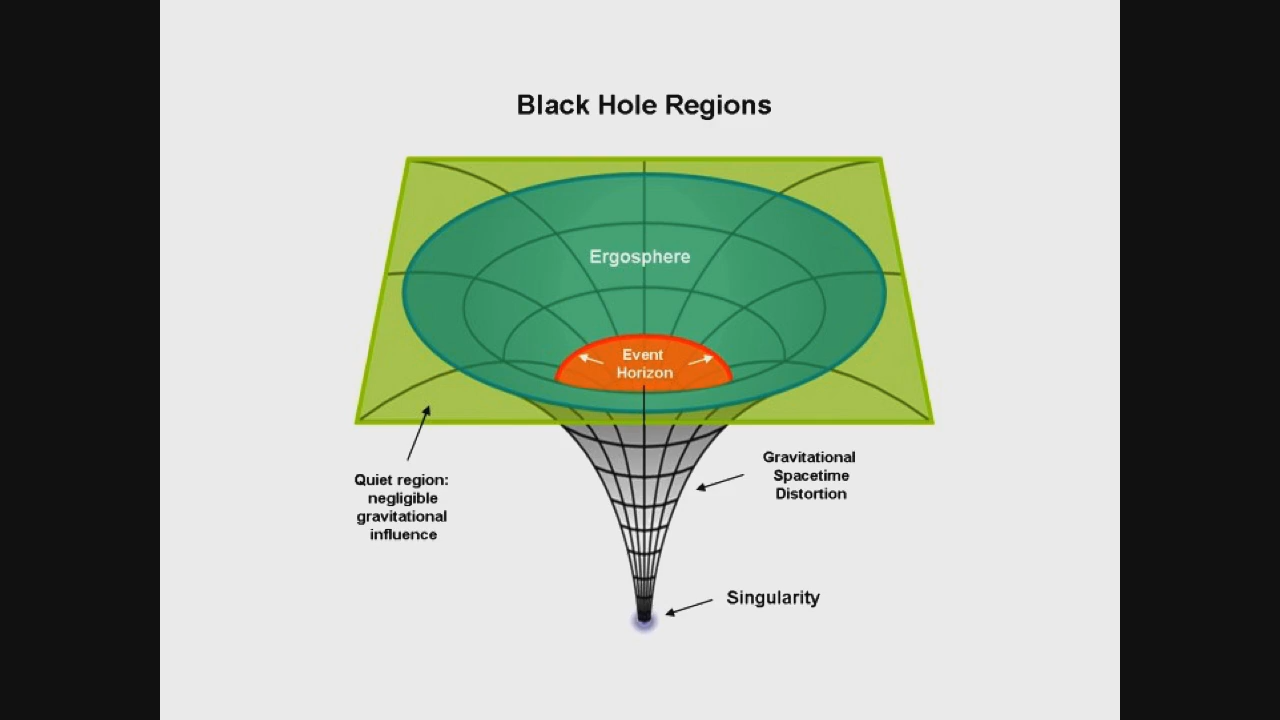 Black Hole Regions
Ergosphere
Event
Horizon
Gravitational
Spacetime
Distortion
Quiet region:
negligible
gravitational
influence
Singularity